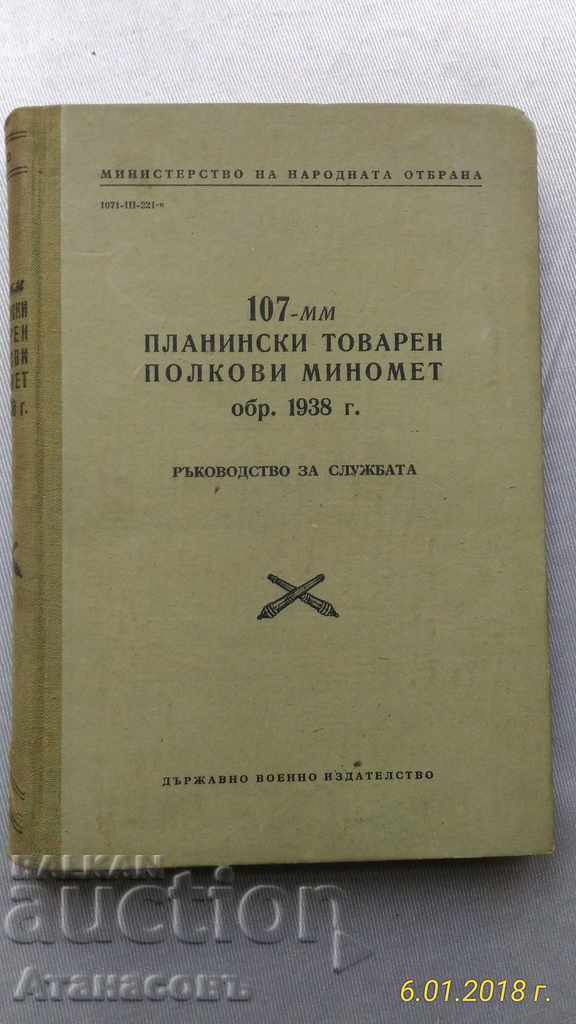 МИНИСТЕРСТВО НА НАРОДНАТА ОТБРАНА
1071-III-321-к
107-мм
ПЛАНИНСКИ ТОВАРЕН
ПОЛКОВИ МИНОМЕТ
обр. 1938 г.
РЪКОВОДСТВО ЗА СЛУЖБАТА
ДЪРЖАВНО ВОЕННО ИЗДАТЕЛСТВО
BALKAN
auction
Атанасовъ
6.01.2018 г.